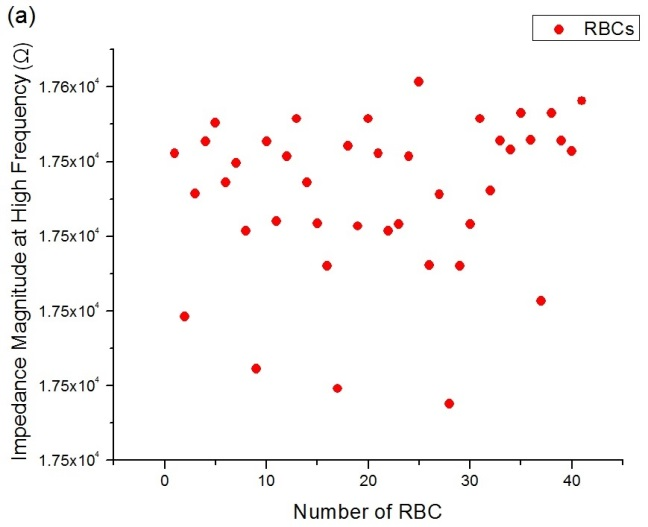 (a)
RBCs
Impedance Magnitude at High Frequency (Ω)
1.76x10⁴
1.75x10⁴
1.75x10⁴
1.75x10⁴
1.75x10⁴
1.75x10⁴
0 10 20 30 40
Number of RBC